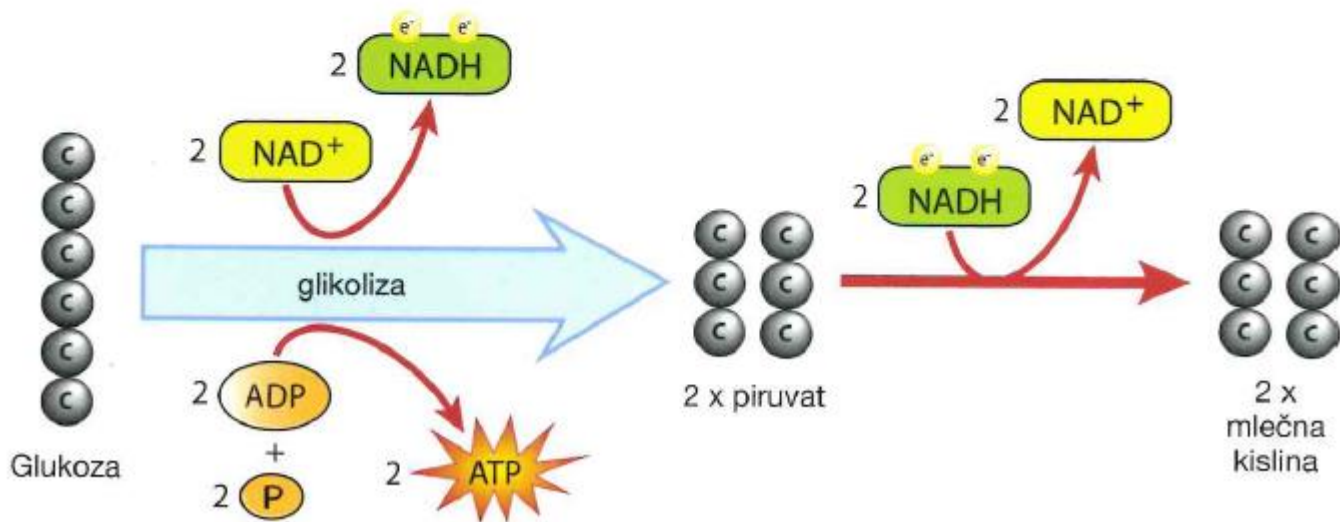 e⁻ e⁻
2 NADH
2 NAD⁺
2 NAD⁺
e⁻ e⁻
2 NADH
C
C
C
C
C
C
Glukoza
glikoliza
2 ADP
+
2 P
2 ATP
C C
C C
C C
2 x piruvat
C C
C C
C C
2 x
mlečna
kislina